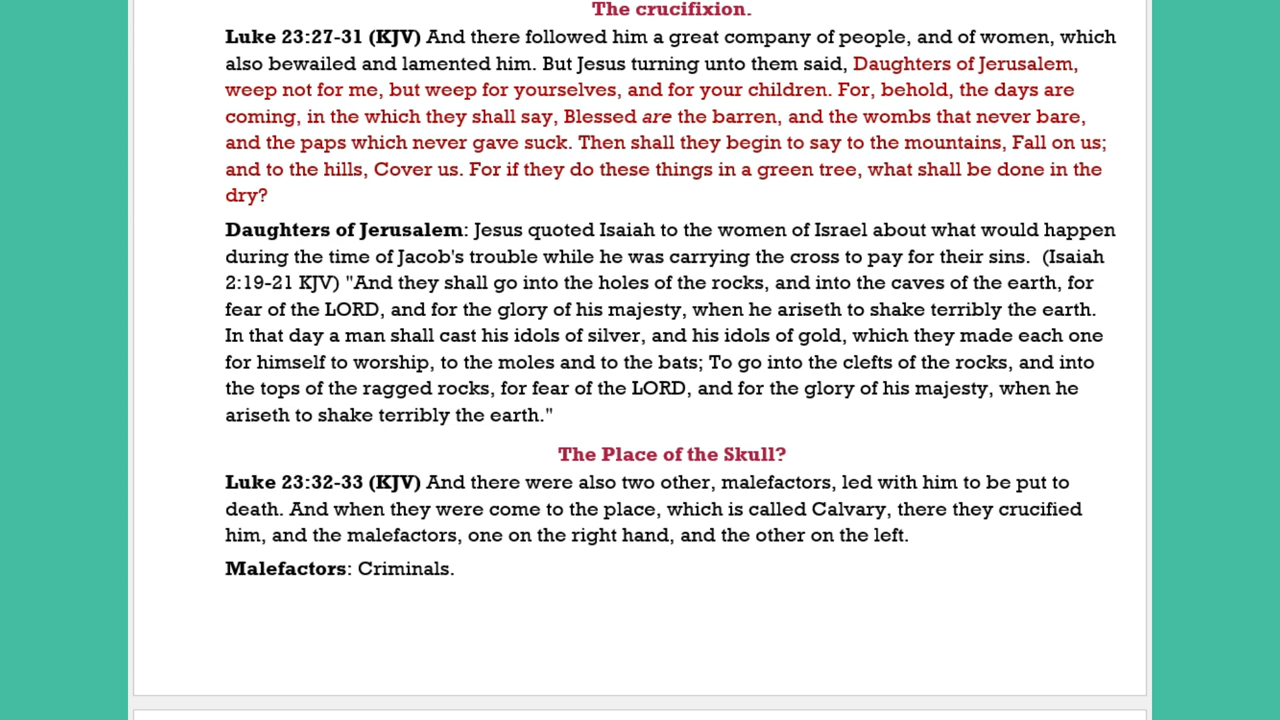 The crucifixion.
Luke 23:27-31 (KJV) And there followed him a great company of people, and of women, which
also bewailed and lamented him. But Jesus turning unto them said, Daughters of Jerusalem,
weep not for me, but weep for yourselves, and for your children. For, behold, the days are
coming, in the which they shall say, Blessed are the barren, and the wombs that never bare,
and the paps which never gave suck. Then shall they begin to say to the mountains, Fall on us;
and to the hills, Cover us. For if they do these things in a green tree, what shall be done in the
dry?
Daughters of Jerusalem: Jesus quoted Isaiah to the women of Israel about what would happen
during the time of Jacob's trouble while he was carrying the cross to pay for their sins.  (Isaiah
2:19-21 KJV) "And they shall go into the holes of the rocks, and into the caves of the earth, for
fear of the LORD, and for the glory of his majesty, when he ariseth to shake terribly the earth.
In that day a man shall cast his idols of silver, and his idols of gold, which they made each one
for himself to worship, to the moles and to the bats; To go into the clefts of the rocks, and into
the tops of the ragged rocks, for fear of the LORD, and for the glory of his majesty, when he
ariseth to shake terribly the earth."
The Place of the Skull?
Luke 23:32-33 (KJV) And there were also two other, malefactors, led with him to be put to
death. And when they were come to the place, which is called Calvary, there they crucified
him, and the malefactors, one on the right hand, and the other on the left.
Malefactors: Criminals.